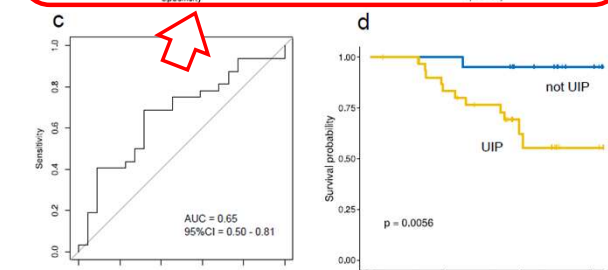 c
d
1.0
0.8
0.6
0.4
0.2
0.0
Sensitivity
AUC = 0.65
95%CI = 0.50 - 0.81
1.00
0.75
0.50
0.25
0.00
Survival probability
not UIP
UIP
p = 0.0056